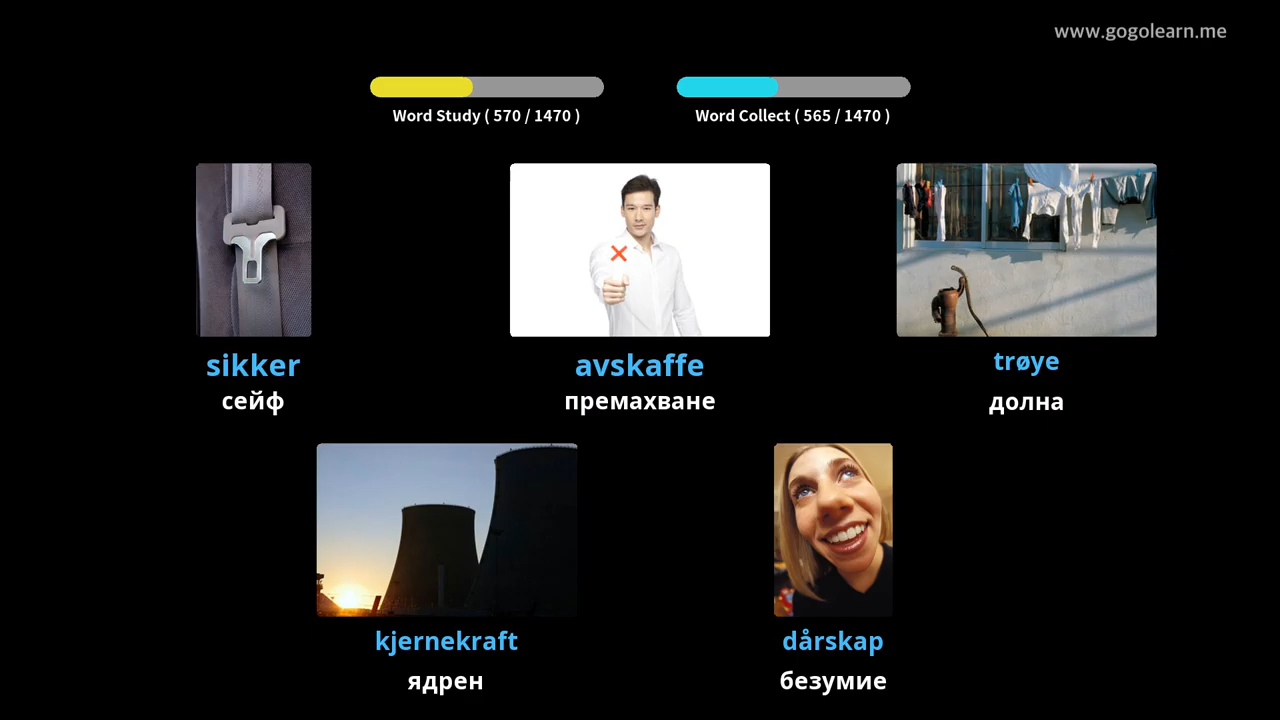 www.gogolearn.me
Word Study ( 570 / 1470 )
Word Collect ( 565 / 1470 )
sikker
сейф
avskaffe
премахване
trøye
долна
kjernekraft
ядрен
dårskap
безумие